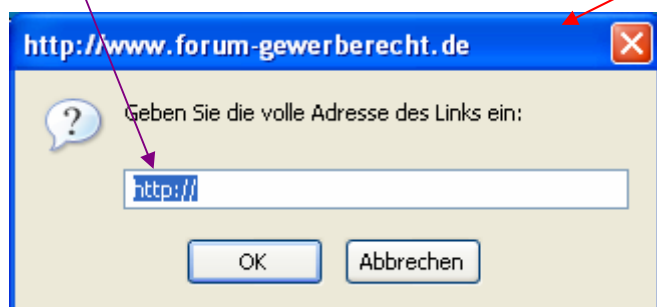 http://www.forum-gewerberecht.de
?
Geben Sie die volle Adresse des Links ein:
http://
OK
Abbrechen